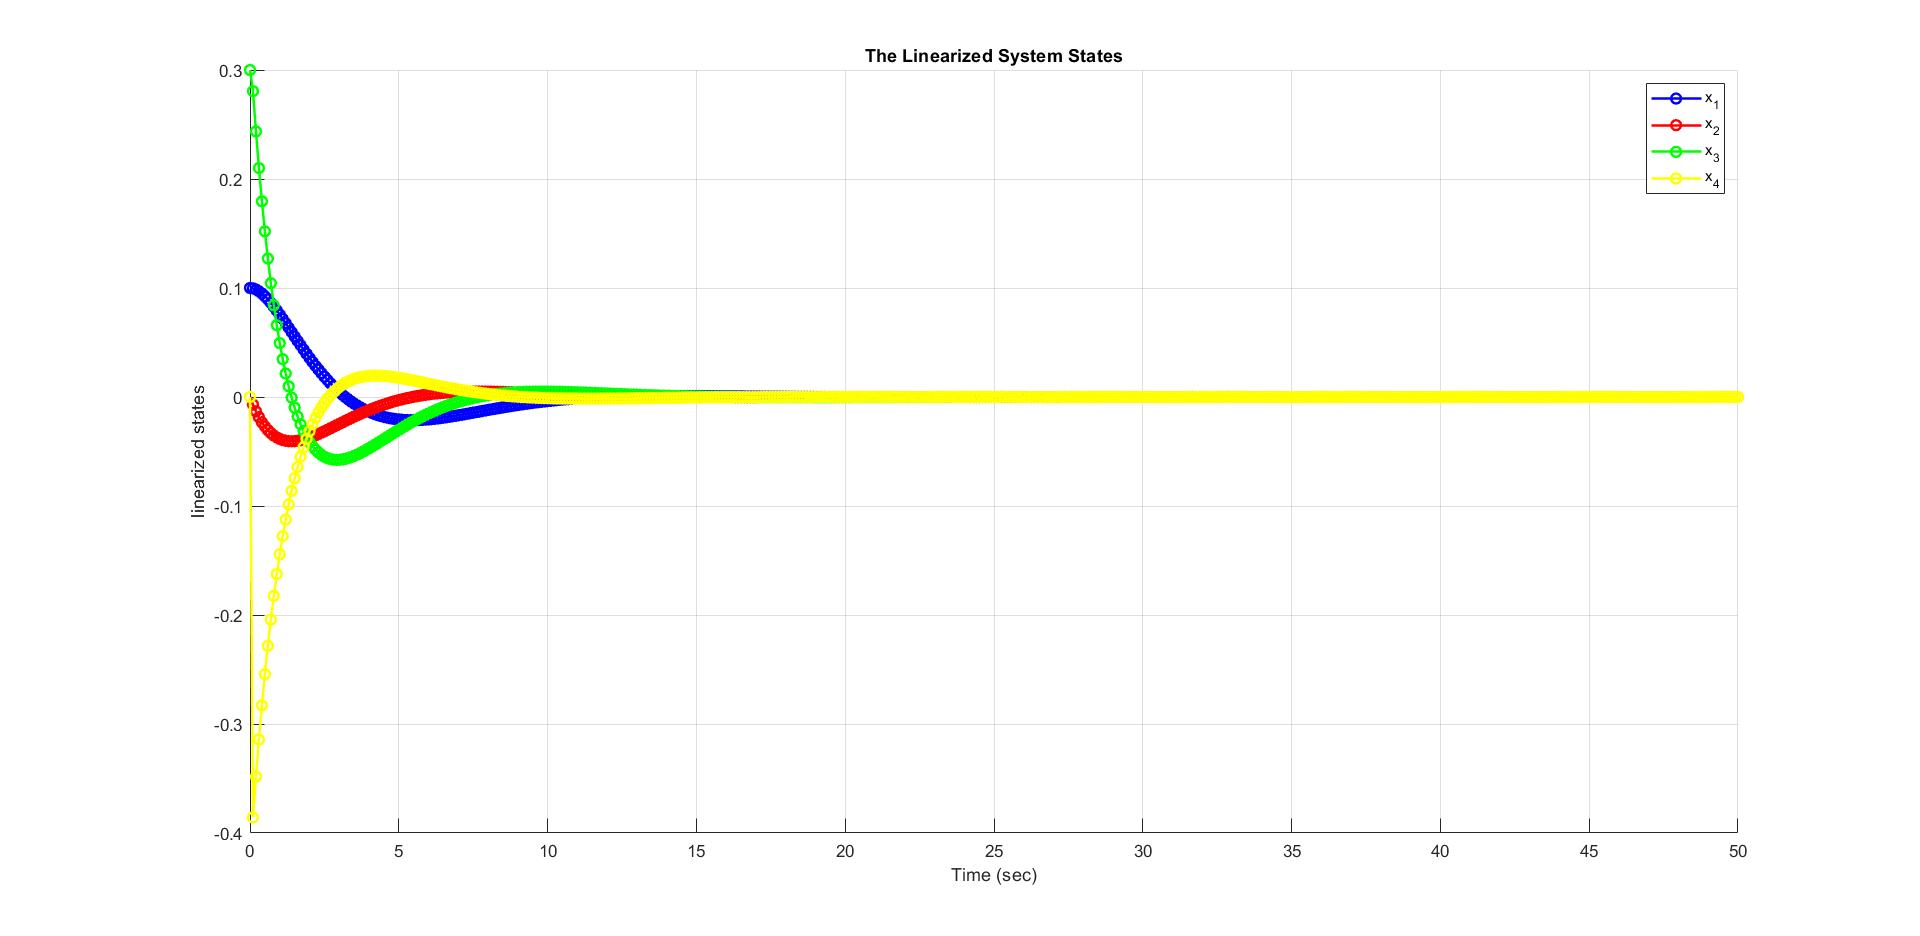 The Linearized System States
0.3
0.2
0.1
0
-0.1
-0.2
-0.3
-0.4
linearized states
0 5 10 15 20 25 30 35 40 45 50
Time (sec)
x1
x2
x3
x4